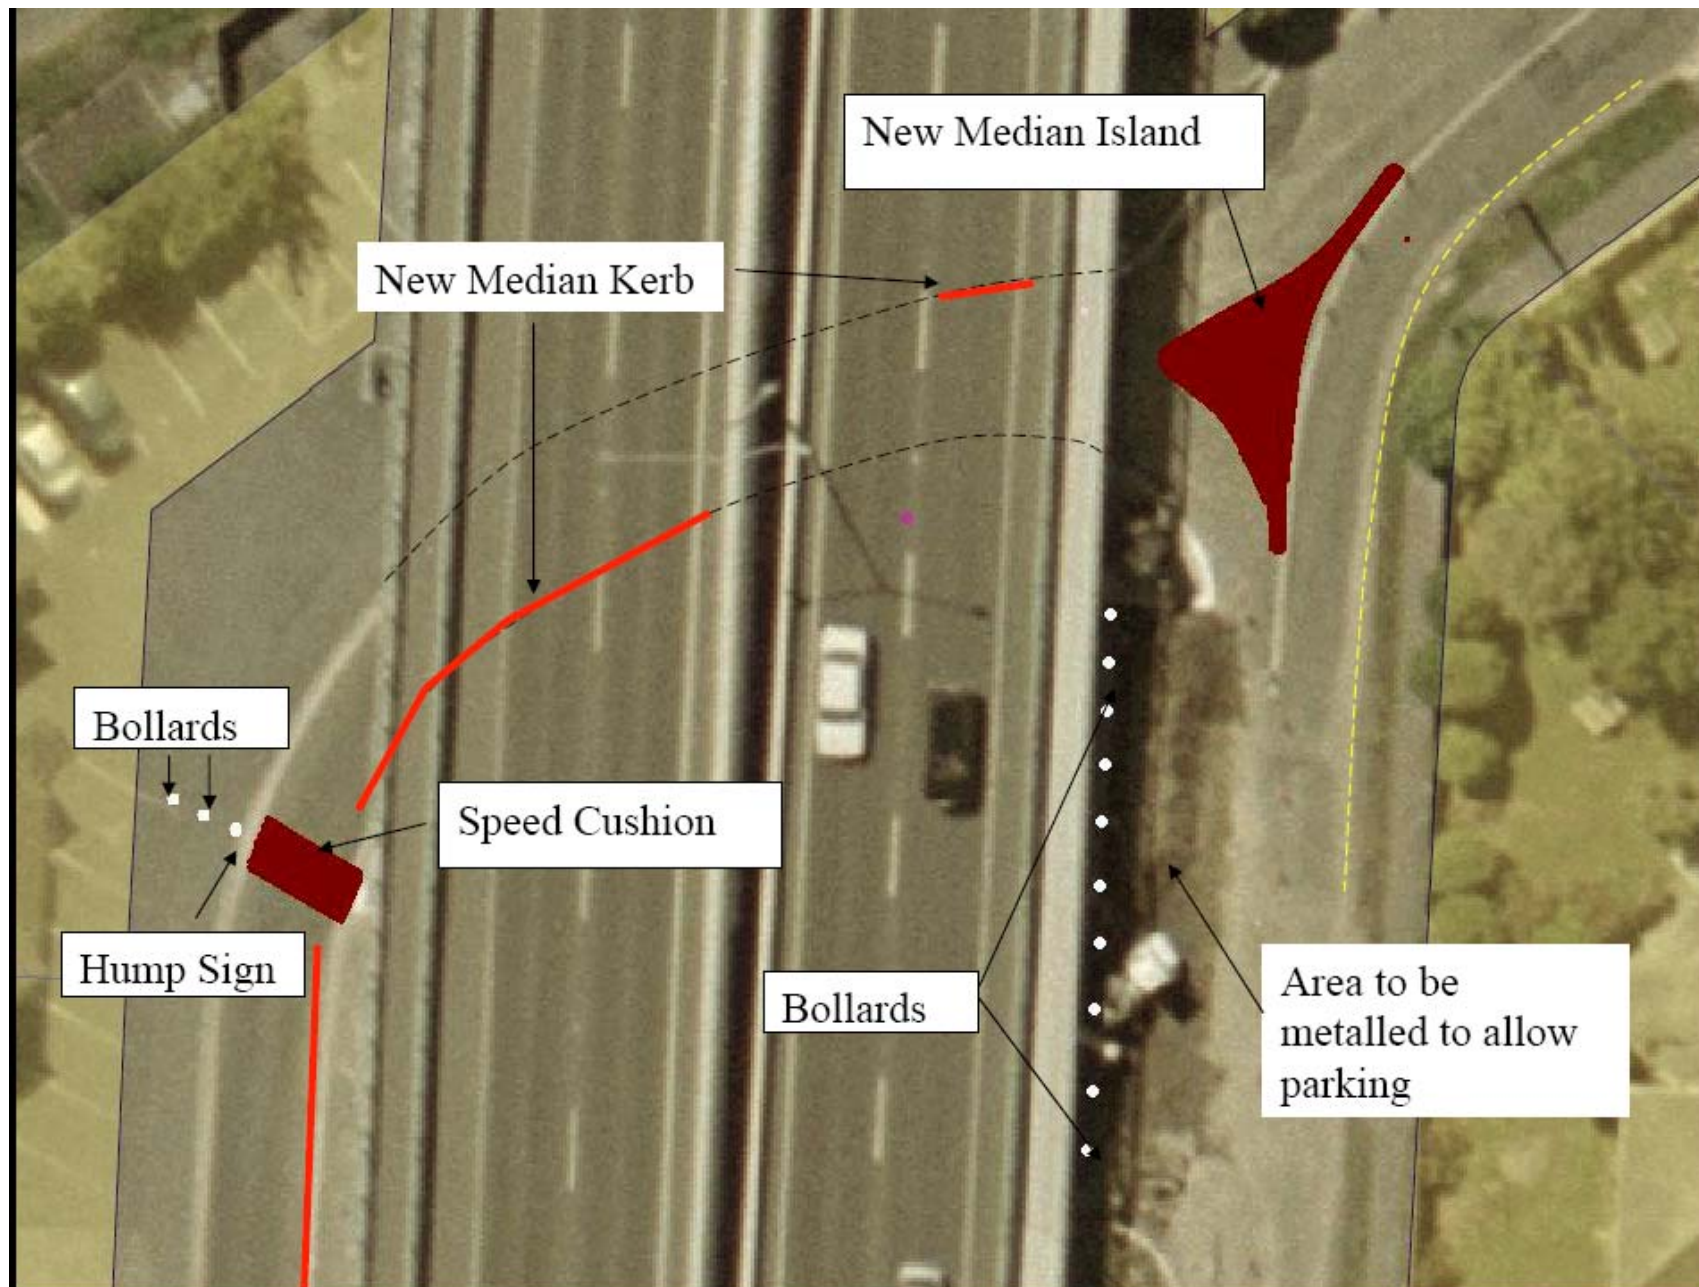 New Median Island
New Median Kerb
Bollards
Speed Cushion
Hump Sign
Bollards
Area to be
metalled to allow
parking